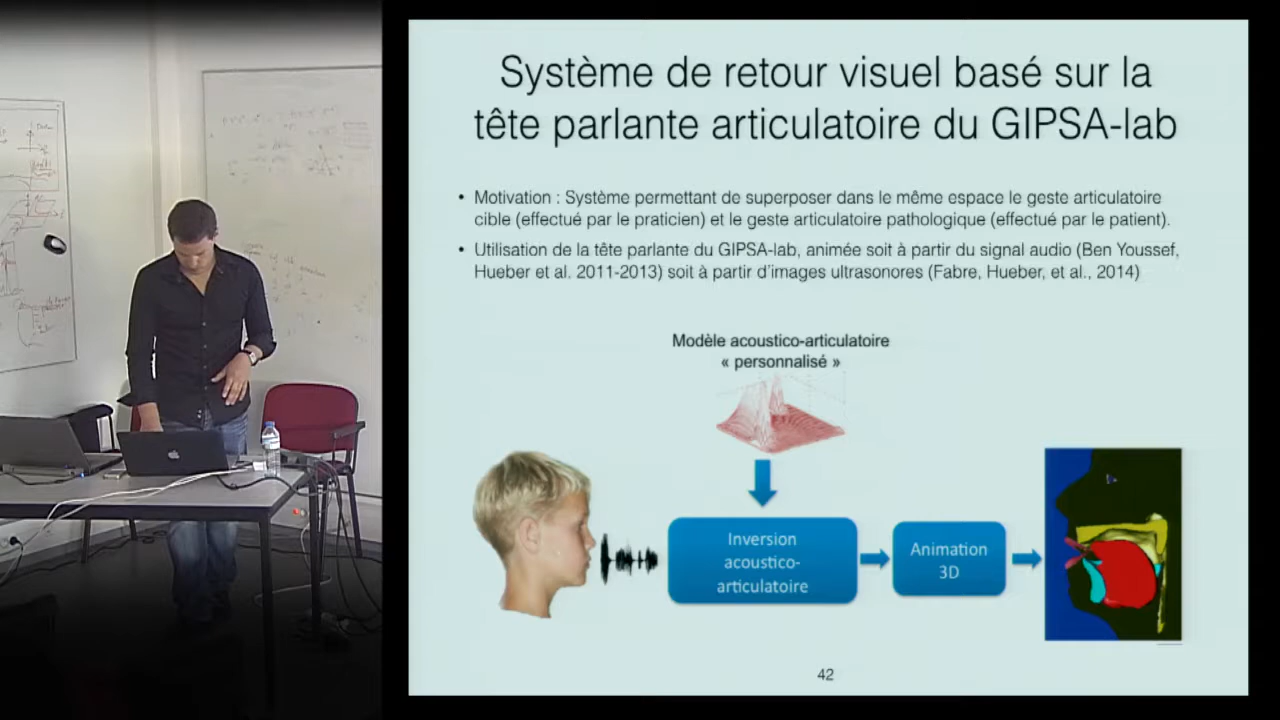 Système de retour visuel basé sur la
tête parlante articulatoire du GIPSA-lab
• Motivation : Système permettant de superposer dans le même espace le geste articulatoire
cible (effectué par le praticien) et le geste articulatoire pathologique (effectué par le patient).
• Utilisation de la tête parlante du GIPSA-lab, animée soit à partir du signal audio (Ben Youssef,
Hueber et al. 2011-2013) soit à partir d'images ultrasonores (Fabre, Hueber, et al., 2014)
Modèle acoustico-articulatoire
« personnalisé »
Inversion
acoustico-
articulatoire
Animation
3D
42